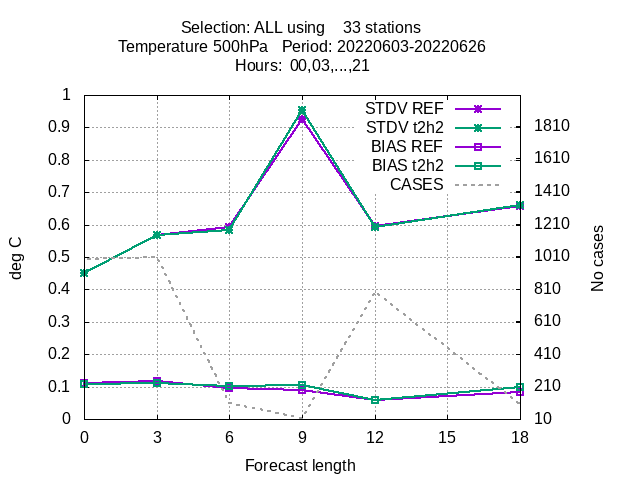 Selection: ALL using    33 stations
Temperature 500hPa   Period: 20220603-20220626
Hours:  00,03,...,21
STDV REF
STDV t2h2
BIAS REF
BIAS t2h2
CASES
deg C
1
0.9
0.8
0.7
0.6
0.5
0.4
0.3
0.2
0.1
0
1810
1610
1410
1210
1010
810
610
410
210
10
No cases
0 3 6 9 12 15 18
Forecast length